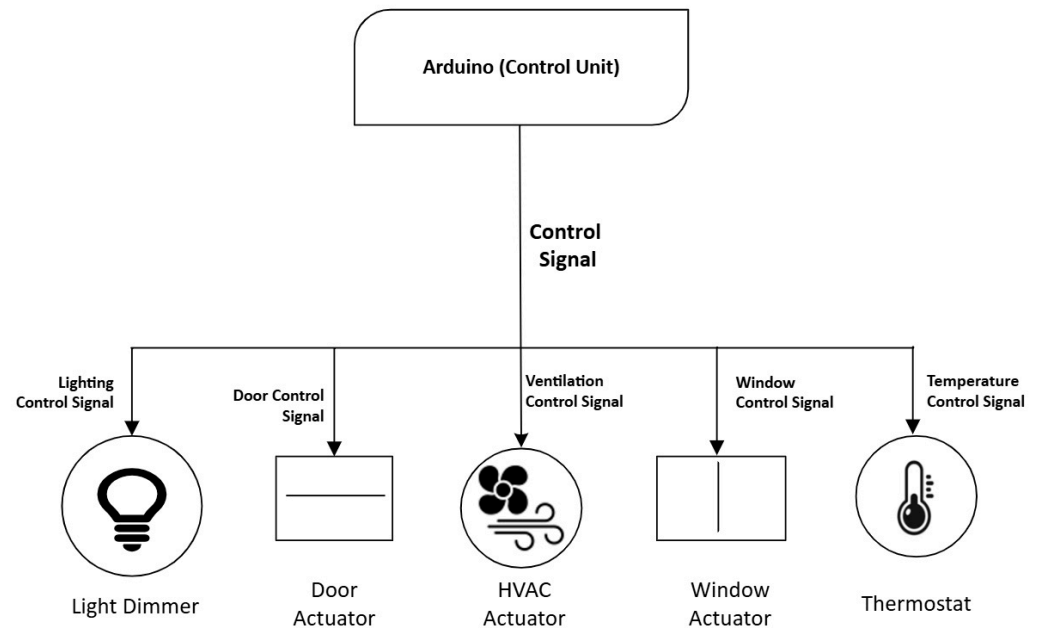 Arduino (Control Unit)
Control
Signal
Lighting
Control Signal
Door Control
Signal
Ventilation
Control Signal
Window
Control Signal
Temperature
Control Signal
Light Dimmer
Door
Actuator
HVAC
Actuator
Window
Actuator
Thermostat